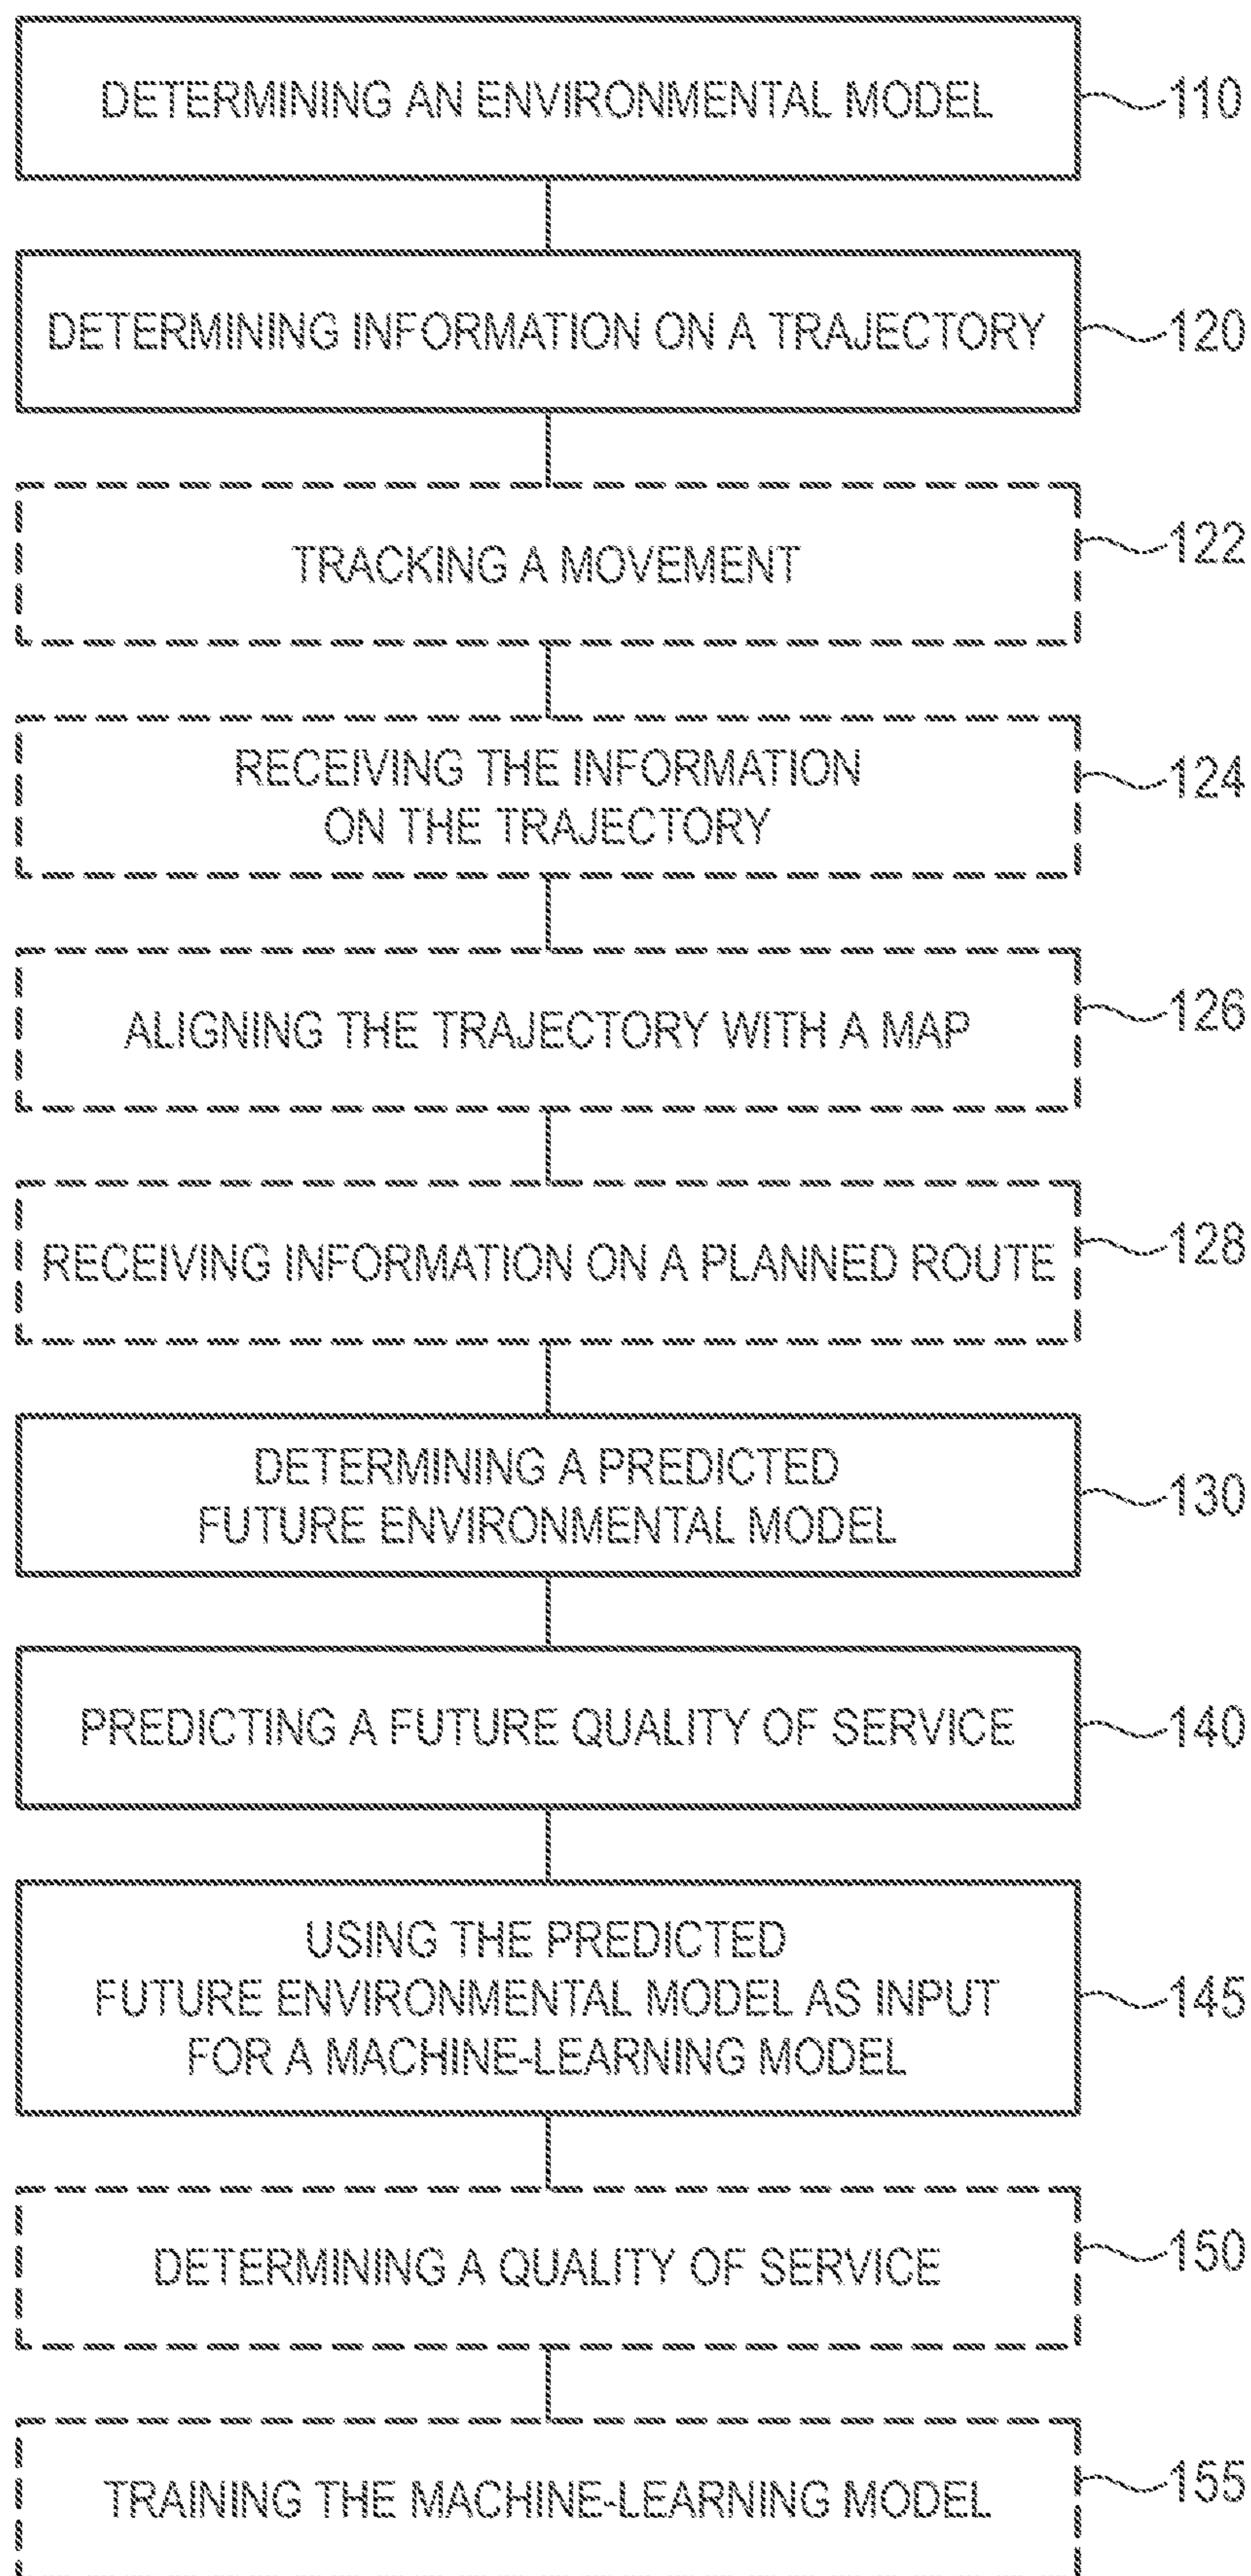 DETERMINING AN ENVIRONMENTAL MODEL
110
DETERMINING INFORMATION ON A TRAJECTORY
120
TRACKING A MOVEMENT
122
RECEIVING THE INFORMATION
ON THE TRAJECTORY
124
ALIGNING THE TRAJECTORY WITH A MAP
126
RECEIVING INFORMATION ON A PLANNED ROUTE
128
DETERMINING A PREDICTED
FUTURE ENVIRONMENTAL MODEL
130
PREDICTING A FUTURE QUALITY OF SERVICE
140
USING THE PREDICTED
FUTURE ENVIRONMENTAL MODEL AS INPUT
FOR A MACHINE-LEARNING MODEL
145
DETERMINING A QUALITY OF SERVICE
150
TRAINING THE MACHINE-LEARNING MODEL
155